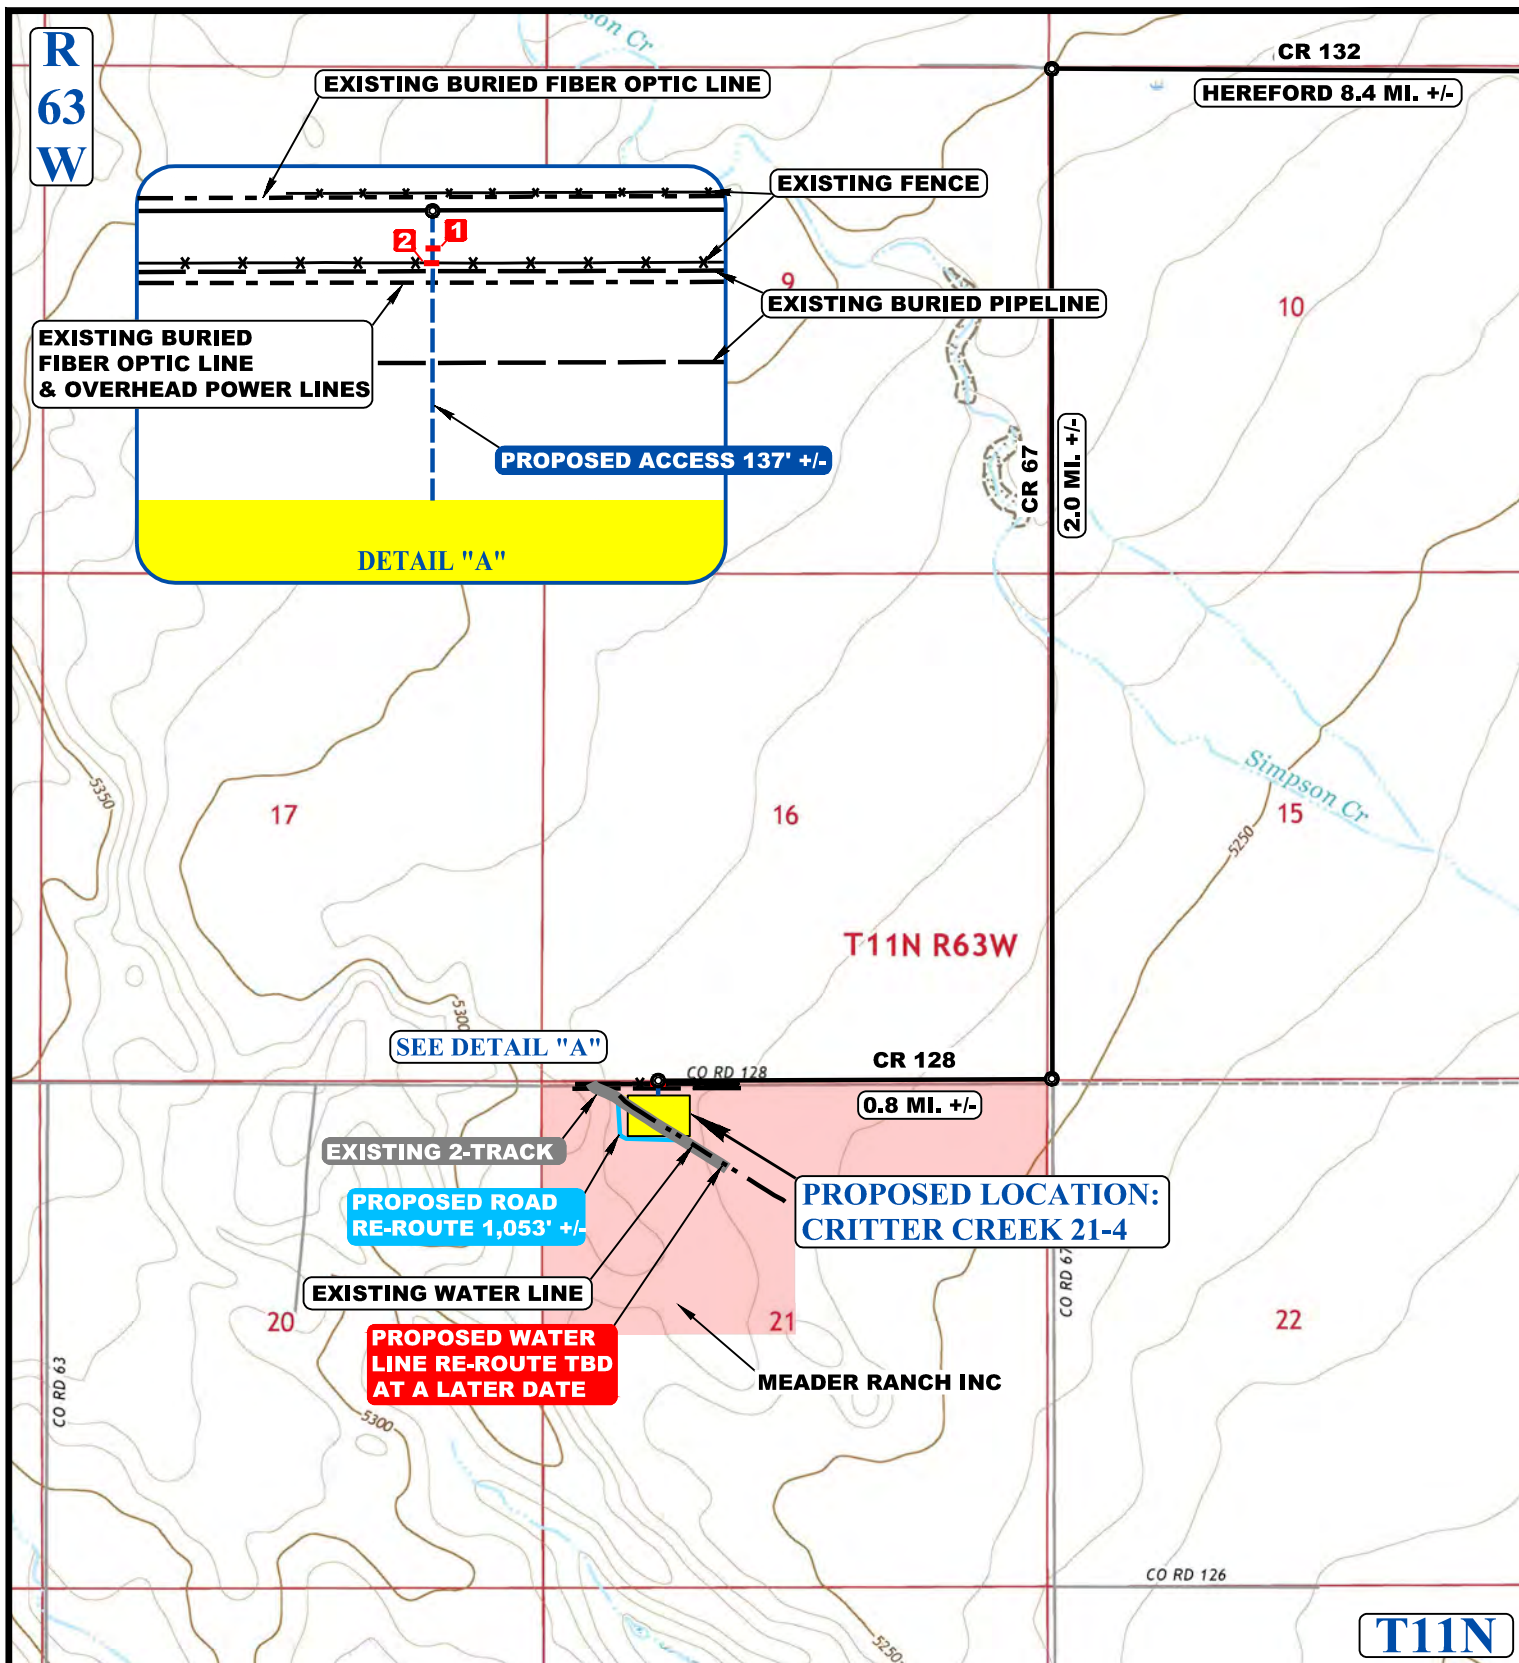 R
63
W
son Cr
CR 132
HEREFORD 8.4 MI. +/-
EXISTING BURIED FIBER OPTIC LINE
EXISTING FENCE
1
2
9
10
EXISTING BURIED PIPELINE
EXISTING BURIED
FIBER OPTIC LINE
& OVERHEAD POWER LINES
CR 67
2.0 MI. +/-
PROPOSED ACCESS 137' +/-
DETAIL "A"
5350
17
16
Simpson Cr
15
5250
T11N R63W
5300
SEE DETAIL "A"
CO RD 128
CR 128
0.8 MI. +/-
EXISTING 2-TRACK
PROPOSED ROAD
RE-ROUTE 1,053' +/-
PROPOSED LOCATION:
CRITTER CREEK 21-4
EXISTING WATER LINE
CO RD 67
20
21
22
PROPOSED WATER
LINE RE-ROUTE TBD
AT A LATER DATE
MEADER RANCH INC
CO RD 63
5300
CO RD 126
5250
T11N